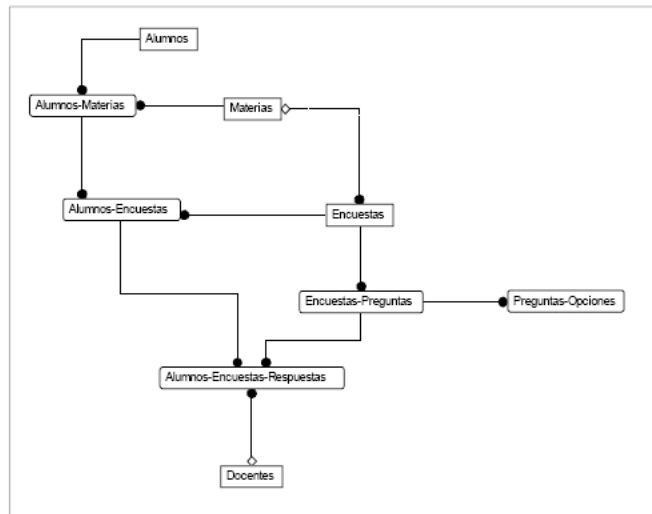 Alumnos
Alumnos-Materias
Materias
Alumnos-Encuestas
Encuestas
Encuestas-Preguntas
Preguntas-Opciones
Alumnos-Encuestas-Respuestas
Docentes